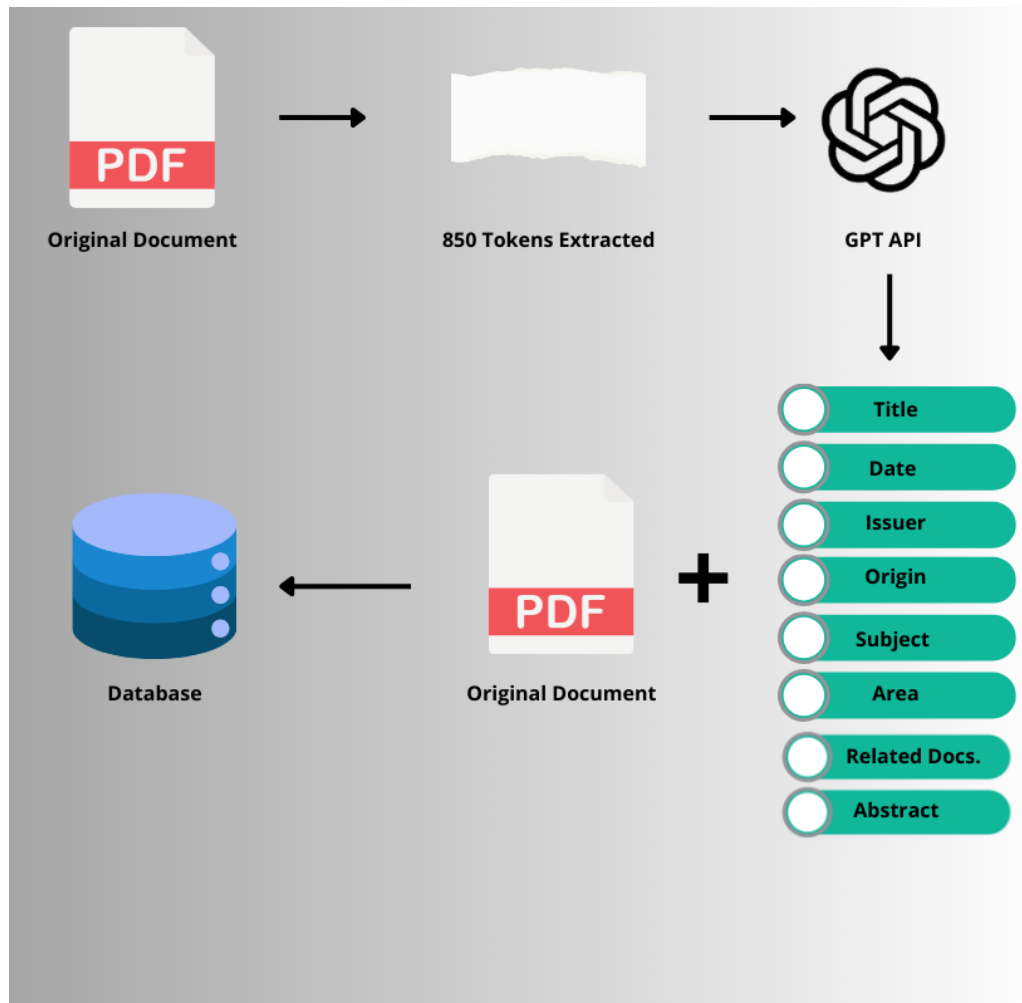 PDF
Original Document
850 Tokens Extracted
GPT API
Title
Date
Issuer
Origin
Subject
Area
Related Docs.
Abstract
PDF
Original Document
Database